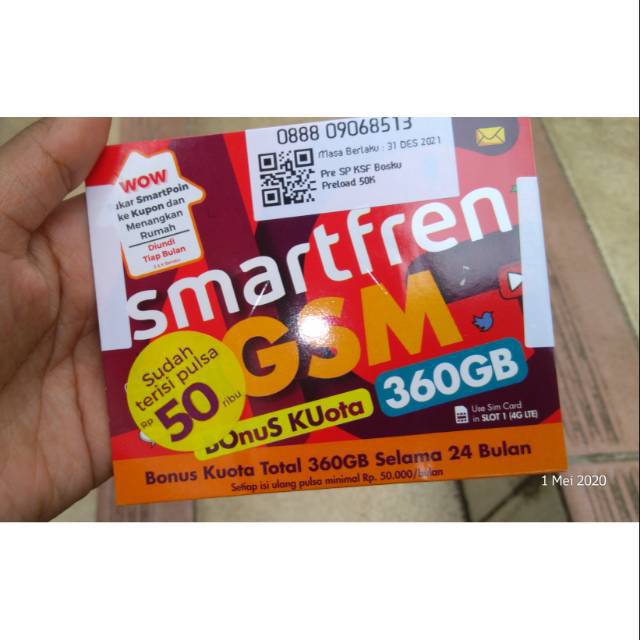 0888 09068513
Masa Berlaku : 31 DES 2021
Pre SP KSF Bosku
Preload 50K
WOW
ukar SmartPoin
ke Kupon dan
Menangkan
Rumah
Diundi
Tiap Bulan
smartfren
GSM
Sudah
terisi pulsa
Rp 50 ribu
BOnuS KUota
360GB
Use Sim Card
in SLOT 1 (4G LTE)
Bonus Kuota Total 360GB Selama 24 Bulan
Setiap isi ulang pulsa minimal Rp. 50.000/bulan
1 Mei 2020